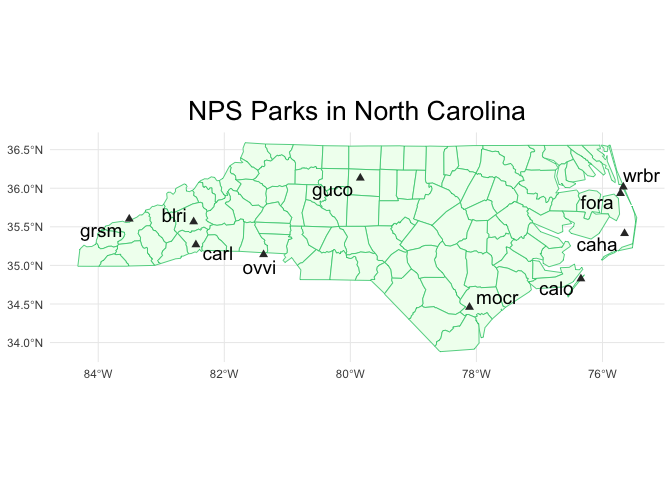 NPS Parks in North Carolina
36.5°N
36.0°N
35.5°N
35.0°N
34.5°N
34.0°N
wrbr
guco
fora
blri
grsm
caha
carl
ovvi
calo
mocr
84°W
82°W
80°W
78°W
76°W